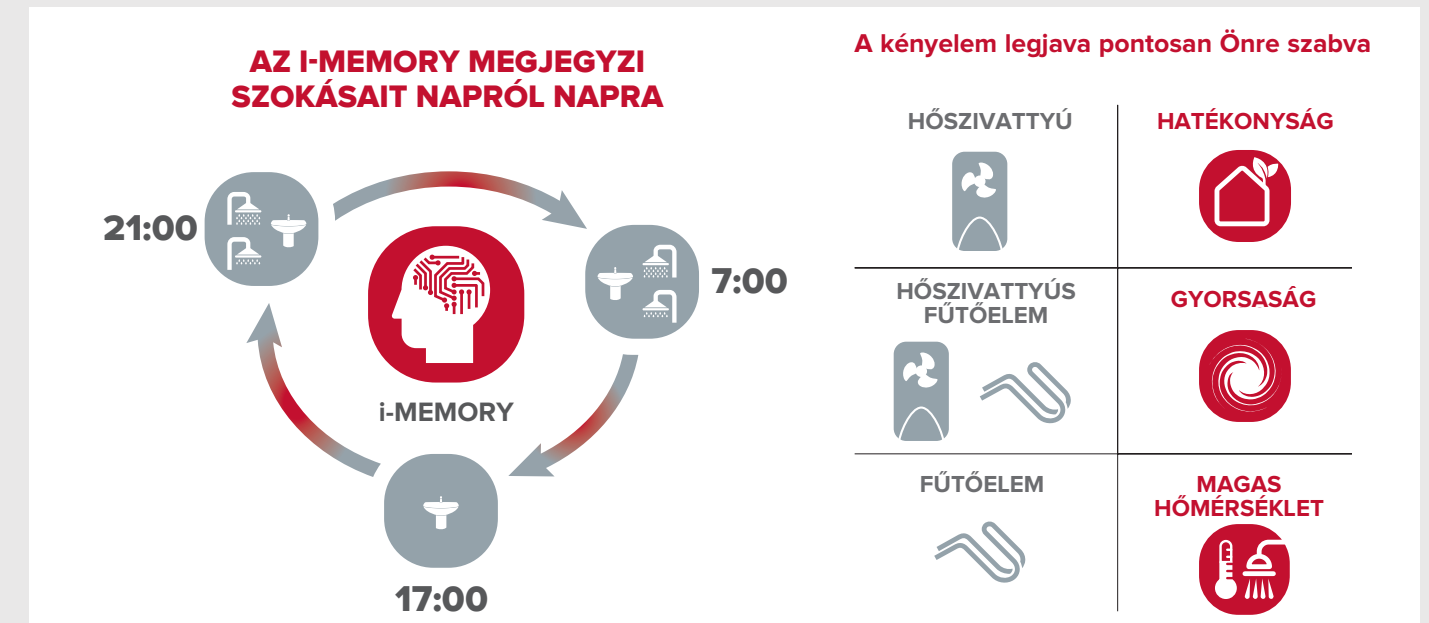 AZ I-MEMORY MEGJEGYZI
SZOKÁSAIT NAPRÓL NAPRA
21:00
7:00
i-MEMORY
17:00
A kényelem legjava pontosan Önre szabva
HŐSZIVATTYÚ
HATÉKONYSÁG
HŐSZIVATTYÚS
FŰTŐELEM
GYORSASÁG
FŰTŐELEM
MAGAS
HŐMÉRSÉKLET